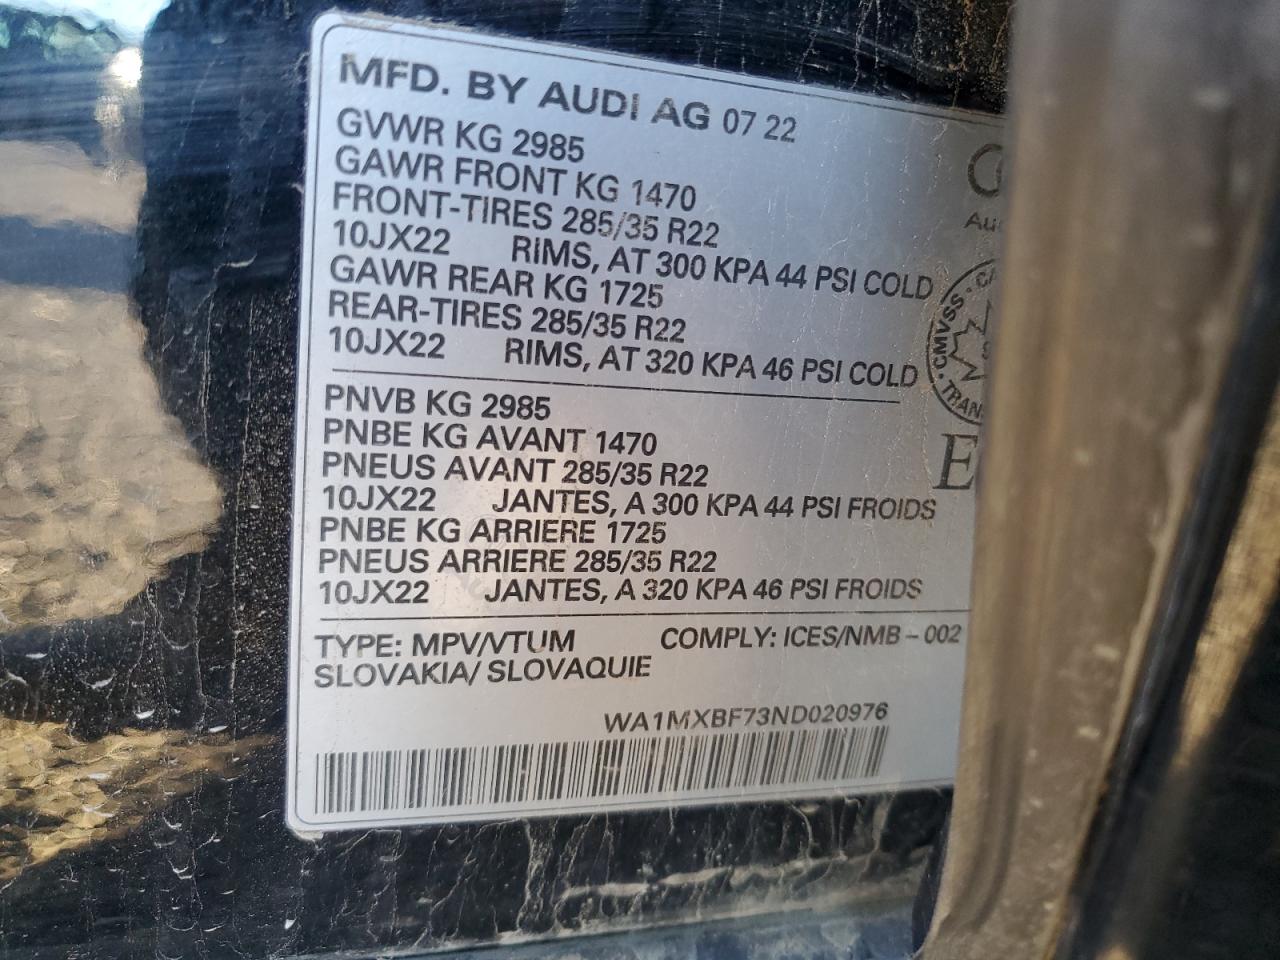 MFD. BY AUDI AG 07 22
GVWR KG 2985
GAWR FRONT KG 1470
FRONT-TIRES 285/35 R22
10JX22 RIMS, AT 300 KPA 44 PSI COLD
GAWR REAR KG 1725
REAR-TIRES 285/35 R22
10JX22 RIMS, AT 320 KPA 46 PSI COLD
PNVB KG 2985
PNBE KG AVANT 1470
PNEUS AVANT 285/35 R22
10JX22 JANTES, A 300 KPA 44 PSI FROIDS
PNBE KG ARRIERE 1725
PNEUS ARRIERE 285/35 R22
10JX22 JANTES, A 320 KPA 46 PSI FROIDS
TYPE: MPV/VTUM COMPLY: ICES/NMB-002
SLOVAKIA/ SLOVAQUIE
WA1MXBF73ND020976
CMVSS
E